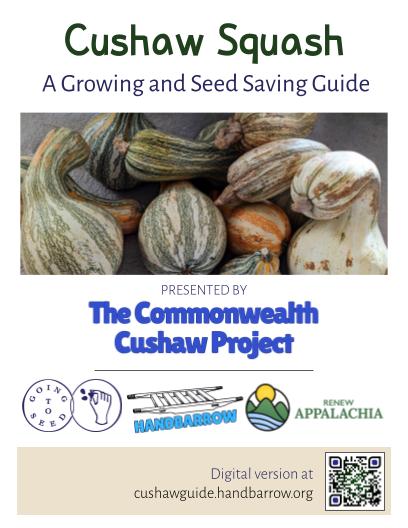 Cushaw Squash
A Growing and Seed Saving Guide
PRESENTED BY
The Commonwealth
Cushaw Project
GOING
TO
SEED
HANDBARROW
RENEW
APPALACHIA
Digital version at
cushawguide.handbarrow.org